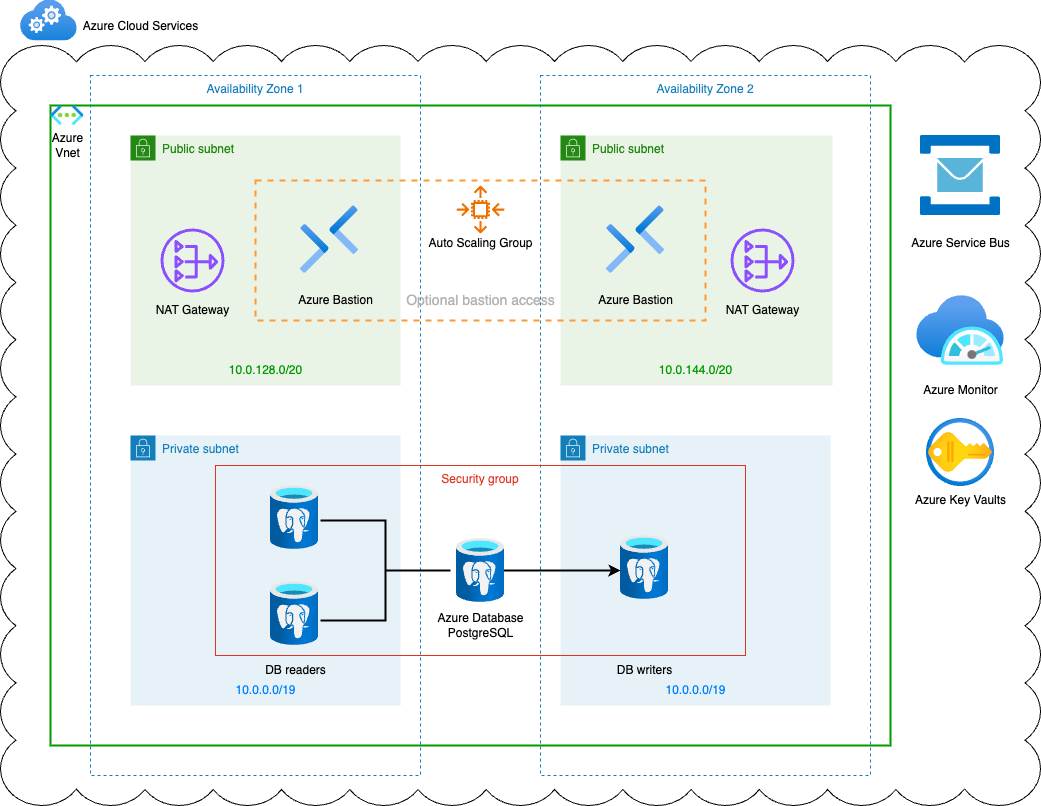 Azure Cloud Services
Availability Zone 1
Availability Zone 2
Azure
Vnet
Public subnet
Public subnet
Auto Scaling Group
Azure Service Bus
NAT Gateway
Azure Bastion
Optional bastion access
Azure Bastion
NAT Gateway
10.0.128.0/20
10.0.144.0/20
Azure Monitor
Private subnet
Private subnet
Security group
Azure Key Vaults
Azure Database
PostgreSQL
DB readers
DB writers
10.0.0.0/19
10.0.0.0/19